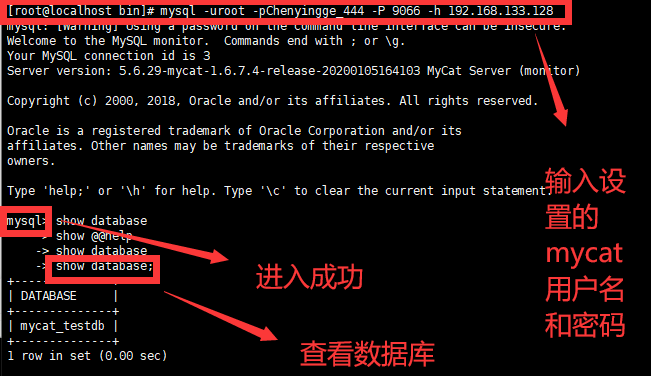 [root@localhost bin]# mysql -uroot -pChenyingge_444 -P 9066 -h 192.168.133.128
mysql: [Warning] Using a password on the command line interface can be insecure.
Welcome to the MySQL monitor.  Commands end with ; or \g.
Your MySQL connection id is 3
Server version: 5.6.29-mycat-1.6.7.4-release-20200105164103 MyCat Server (monitor)
Copyright (c) 2000, 2018, Oracle and/or its affiliates. All rights reserved.
Oracle is a registered trademark of Oracle Corporation and/or its
affiliates. Other names may be trademarks of their respective
owners.
Type 'help;' or '\h' for help. Type '\c' to clear the current input statement.
mysql> show database
-> show @@help
-> show database
-> show database;
+--------------+
| DATABASE     |
+--------------+
| mycat_testdb |
+--------------+
1 row in set (0.00 sec)
输入设
置的
mycat
用户名
和密码
进入成功
查看数据库